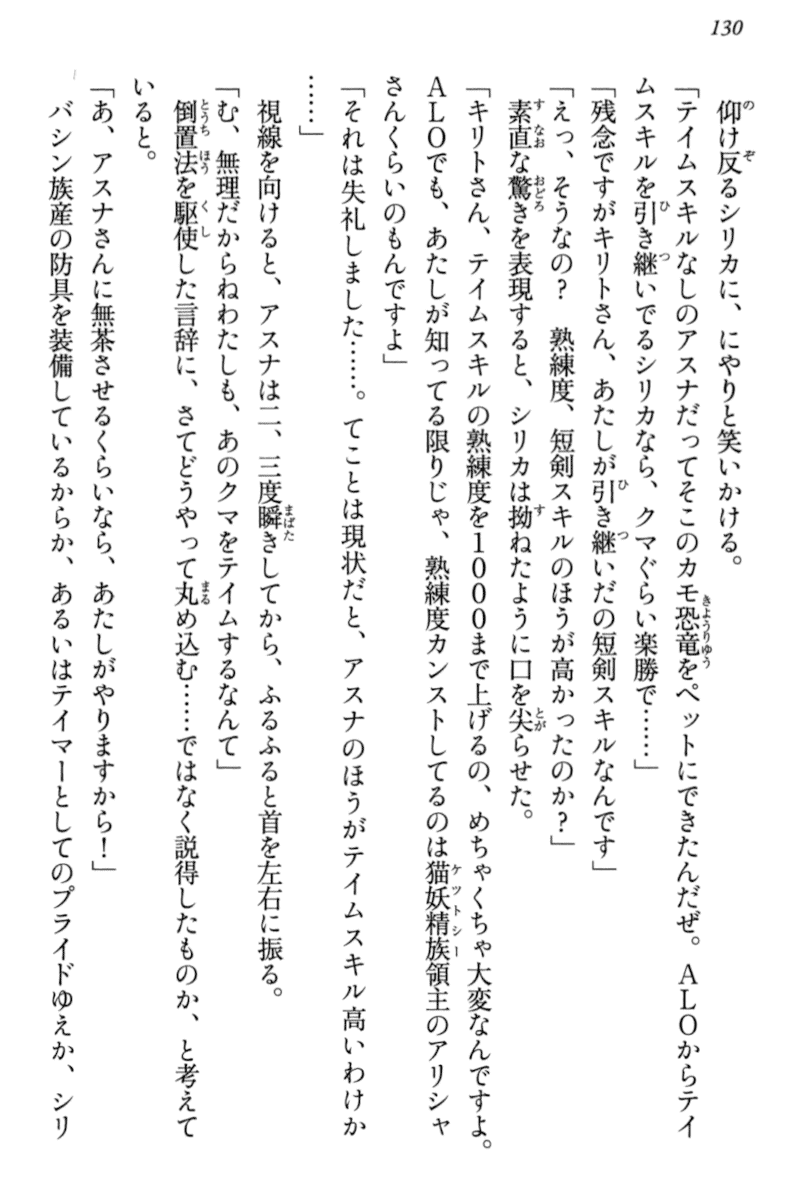 130
仰け反るシリカに、にやりと笑いかける。
「テイムスキルなしのアスナだってそこのカモ恐竜をペットにできたんだぜ。ALOからテイ
ムスキルを引き継いでるシリカなら、クマぐらい楽勝で……」
「残念ですがキリトさん、あたしが引き継いだの短剣スキルなんです」
「えっ、そうなの？　熟練度、短剣スキルのほうが高かったのか？」
素直な驚きを表現すると、シリカは拗ねたように口を尖らせた。
「キリトさん、テイムスキルの熟練度を1000まで上げるの、めちゃくちゃ大変なんですよ。
ALOでも、あたしが知ってる限りじゃ、熟練度カンストしてるのは猫妖精族領主のアリシャ
さんくらいのもんですよ」
「それは失礼しました……。てことは現状だと、アスナのほうがテイムスキル高いわけか
……」
視線を向けると、アスナは二、三度瞬きしてから、ふるふると首を左右に振る。
「む、無理だからねわたしも、あのクマをテイムするなんて」
倒置法を駆使した言辞に、さてどうやって丸め込む……ではなく説得したものか、と考えて
いると。
「あ、アスナさんに無茶させるくらいなら、あたしがやりますから！」
バシン族産の防具を装備しているからか、あるいはテイマーとしてのプライドゆえか、シリ